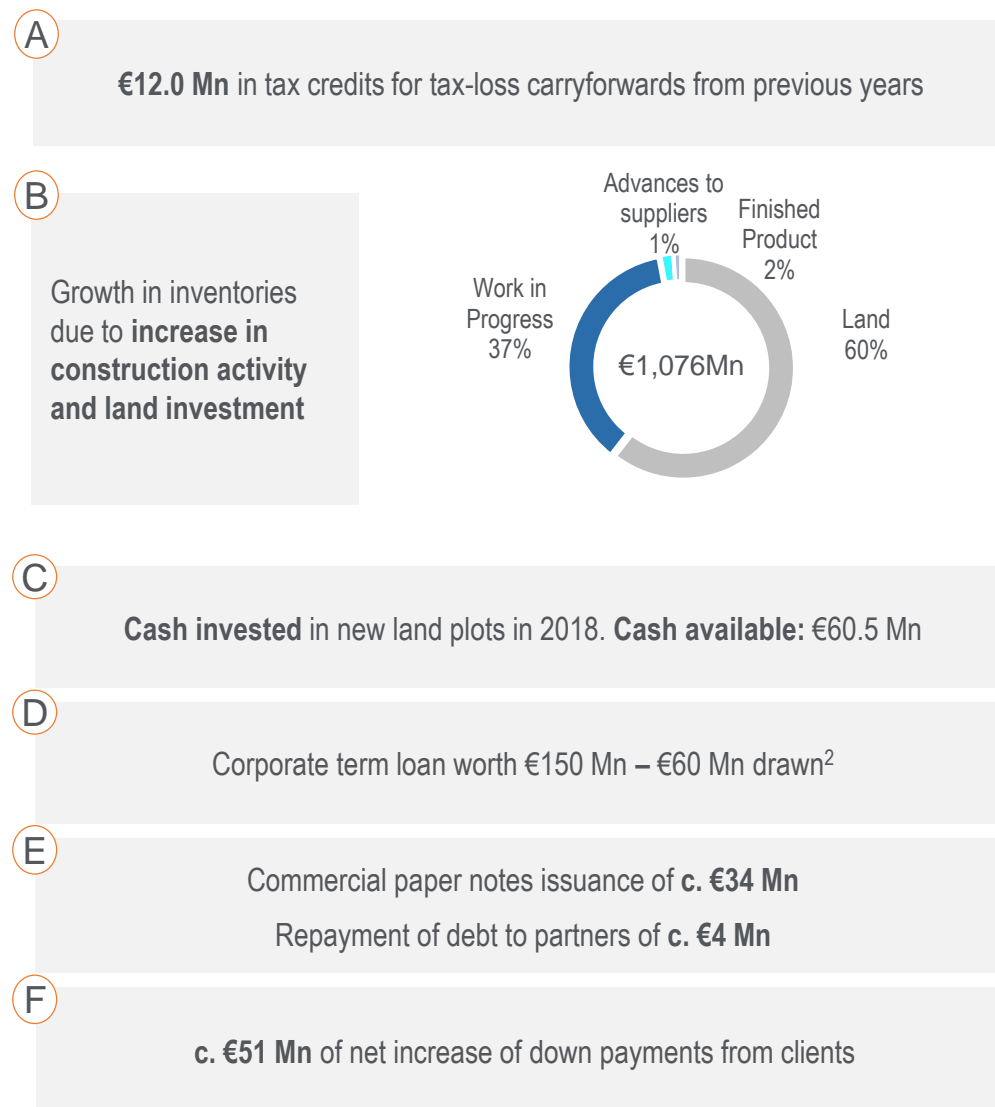 A
€12.0 Mn in tax credits for tax-loss carryforwards from previous years
B
Growth in inventories
due to increase in
construction activity
and land investment
Advances to
suppliers
1%
Finished
Product
2%
Work in
Progress
37%
Land
60%
€1,076Mn
C
Cash invested in new land plots in 2018. Cash available: €60.5 Mn
D
Corporate term loan worth €150 Mn – €60 Mn drawn2
E
Commercial paper notes issuance of c. €34 Mn
Repayment of debt to partners of c. €4 Mn
F
c. €51 Mn of net increase of down payments from clients